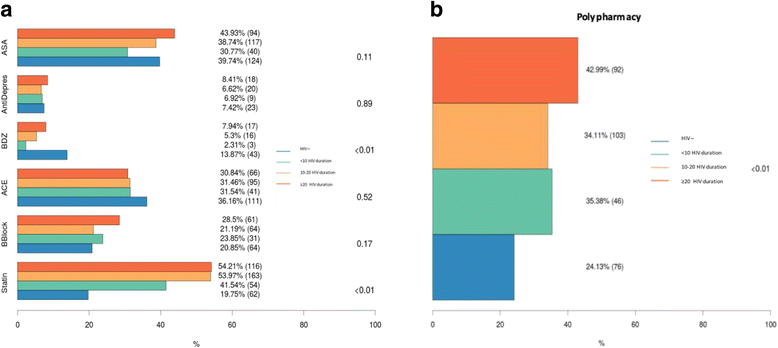 a
ASA
43.93% (94)
38.74% (117)
30.77% (40)
39.74% (124)
0.11
AntiDepres
8.41% (18)
6.62% (20)
6.92% (9)
7.42% (23)
0.89
BDZ
7.94% (17)
5.3% (16)
2.31% (3)
13.87% (43)
<0.01
ACE
30.84% (66)
31.46% (95)
31.54% (41)
36.16% (111)
0.52
BBlock
28.5% (61)
21.19% (64)
23.85% (31)
20.85% (64)
0.17
Statin
54.21% (116)
53.97% (163)
41.54% (54)
19.75% (62)
<0.01
HIV−
<10 HIV duration
10-20 HIV duration
≥20 HIV duration
0 20 40 60 80 100
%
b
Polypharmacy
42.99% (92)
34.11% (103)
35.38% (46)
24.13% (76)
HIV−
<10 HIV duration
10-20 HIV duration
≥20 HIV duration
<0.01
0 20 40 60 80 100
%